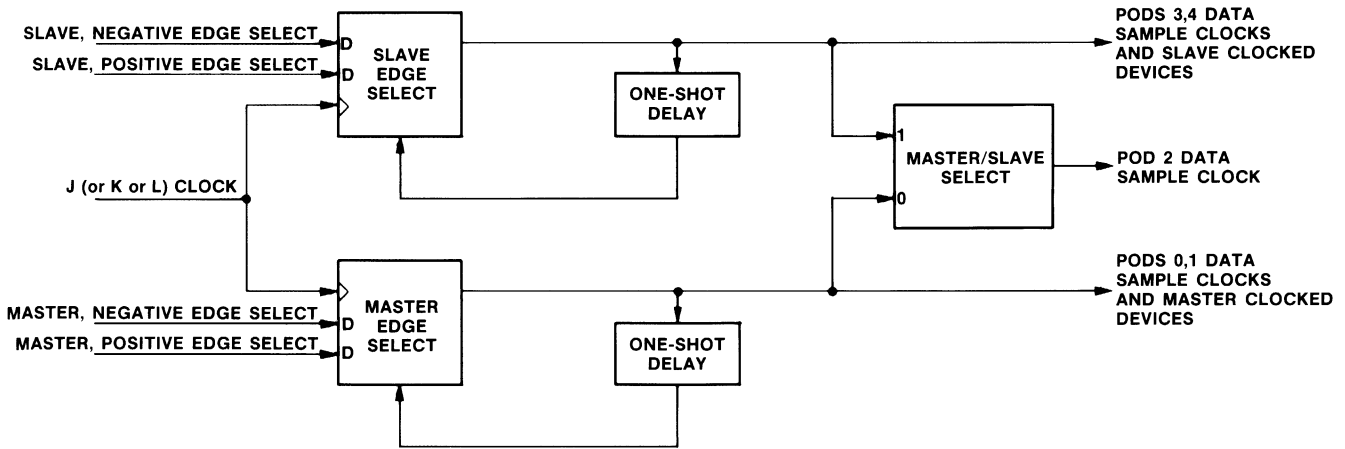 SLAVE, NEGATIVE EDGE SELECT
SLAVE, POSITIVE EDGE SELECT
D
D
SLAVE
EDGE
SELECT
ONE-SHOT
DELAY
PODS 3,4 DATA
SAMPLE CLOCKS
AND SLAVE CLOCKED
DEVICES
J (or K or L) CLOCK
1
0
MASTER/SLAVE
SELECT
POD 2 DATA
SAMPLE CLOCK
MASTER, NEGATIVE EDGE SELECT
MASTER, POSITIVE EDGE SELECT
D
D
MASTER
EDGE
SELECT
ONE-SHOT
DELAY
PODS 0,1 DATA
SAMPLE CLOCKS
AND MASTER CLOCKED
DEVICES